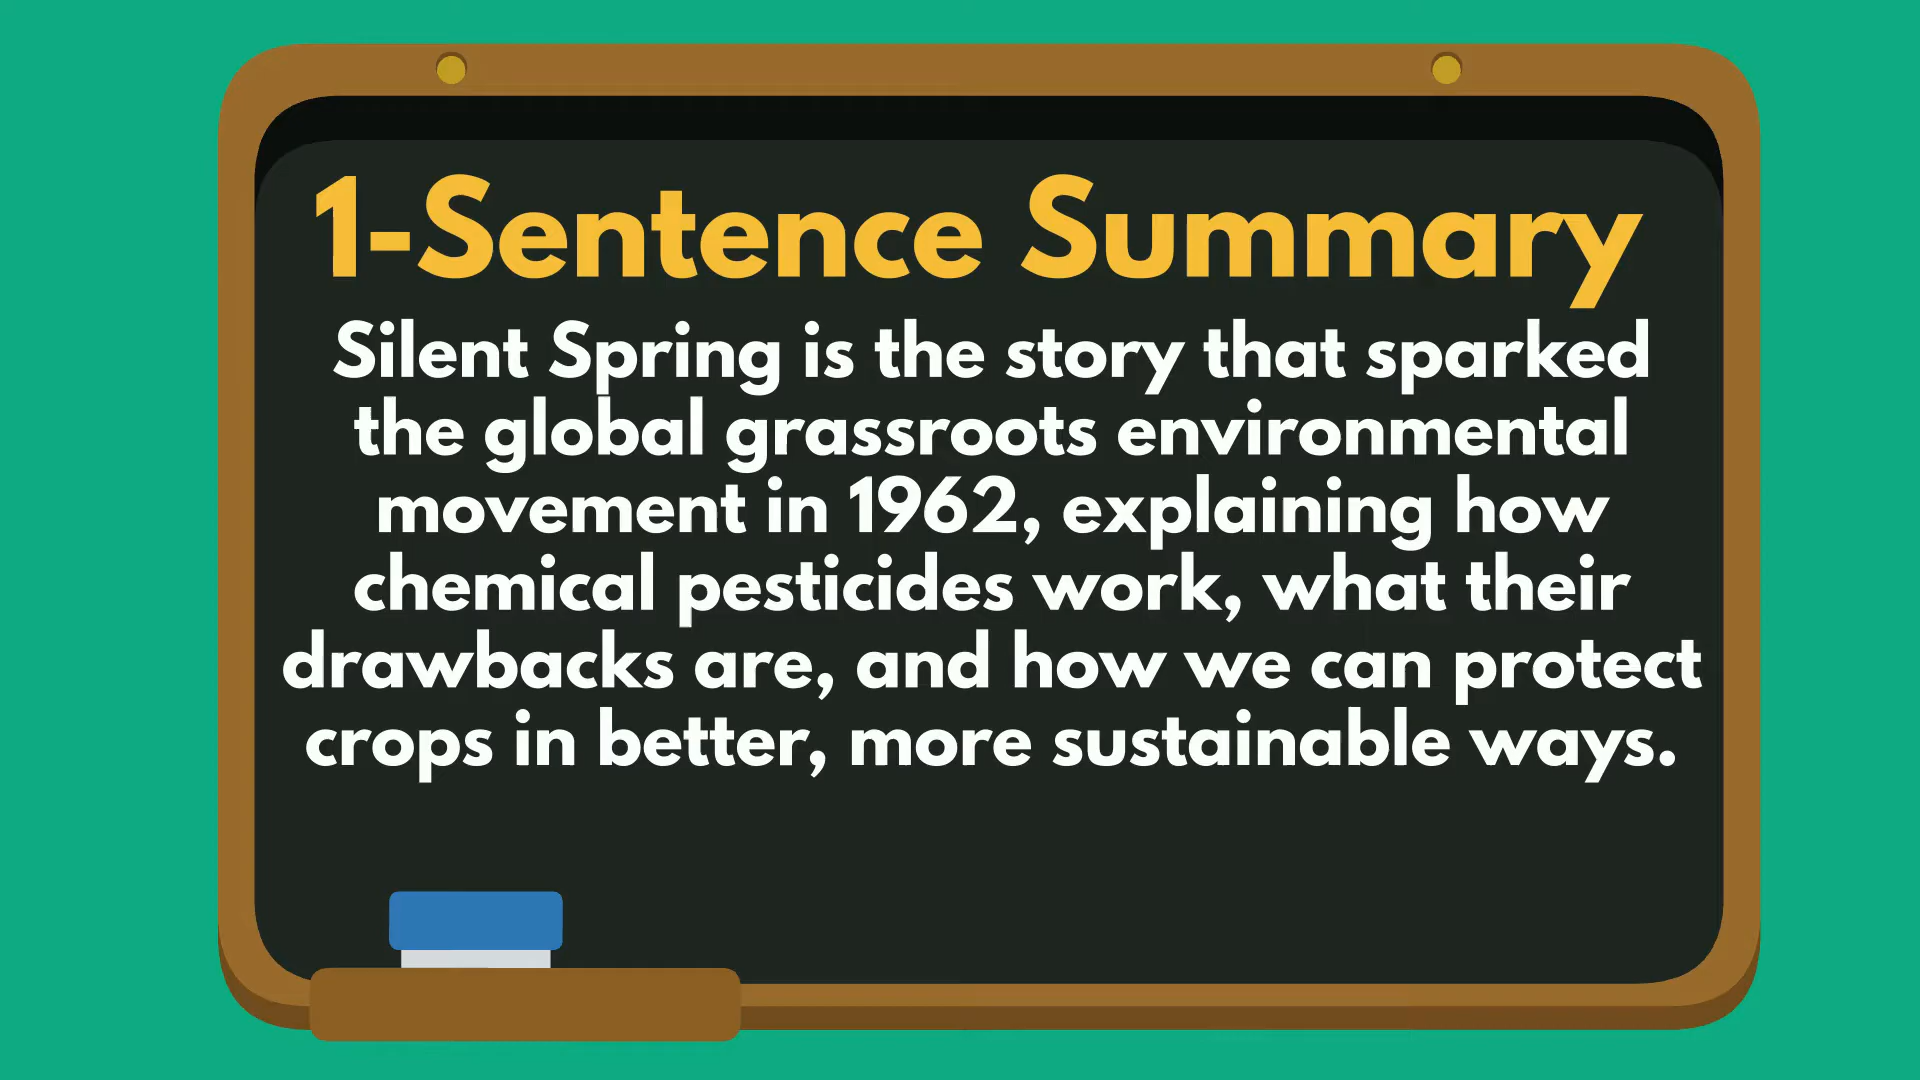 1-Sentence Summary
Silent Spring is the story that sparked
the global grassroots environmental
movement in 1962, explaining how
chemical pesticides work, what their
drawbacks are, and how we can protect
crops in better, more sustainable ways.